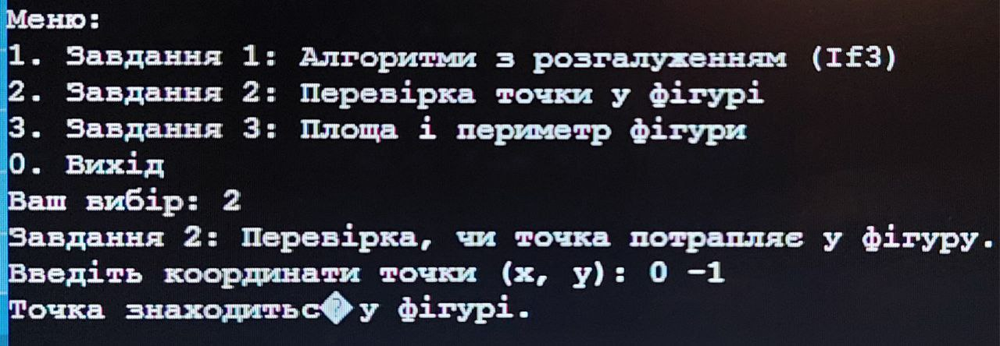 Меню:
1. Завдання 1: Алгоритми з розгалуженням (If3)
2. Завдання 2: Перевірка точки у фігурі
3. Завдання 3: Площа і периметр фігури
0. Вихід
Ваш вибір: 2
Завдання 2: Перевірка, чи точка потрапляє у фігуру.
Введіть координати точки (x, y): 0 -1
Точка знаходитьс� у фігурі.